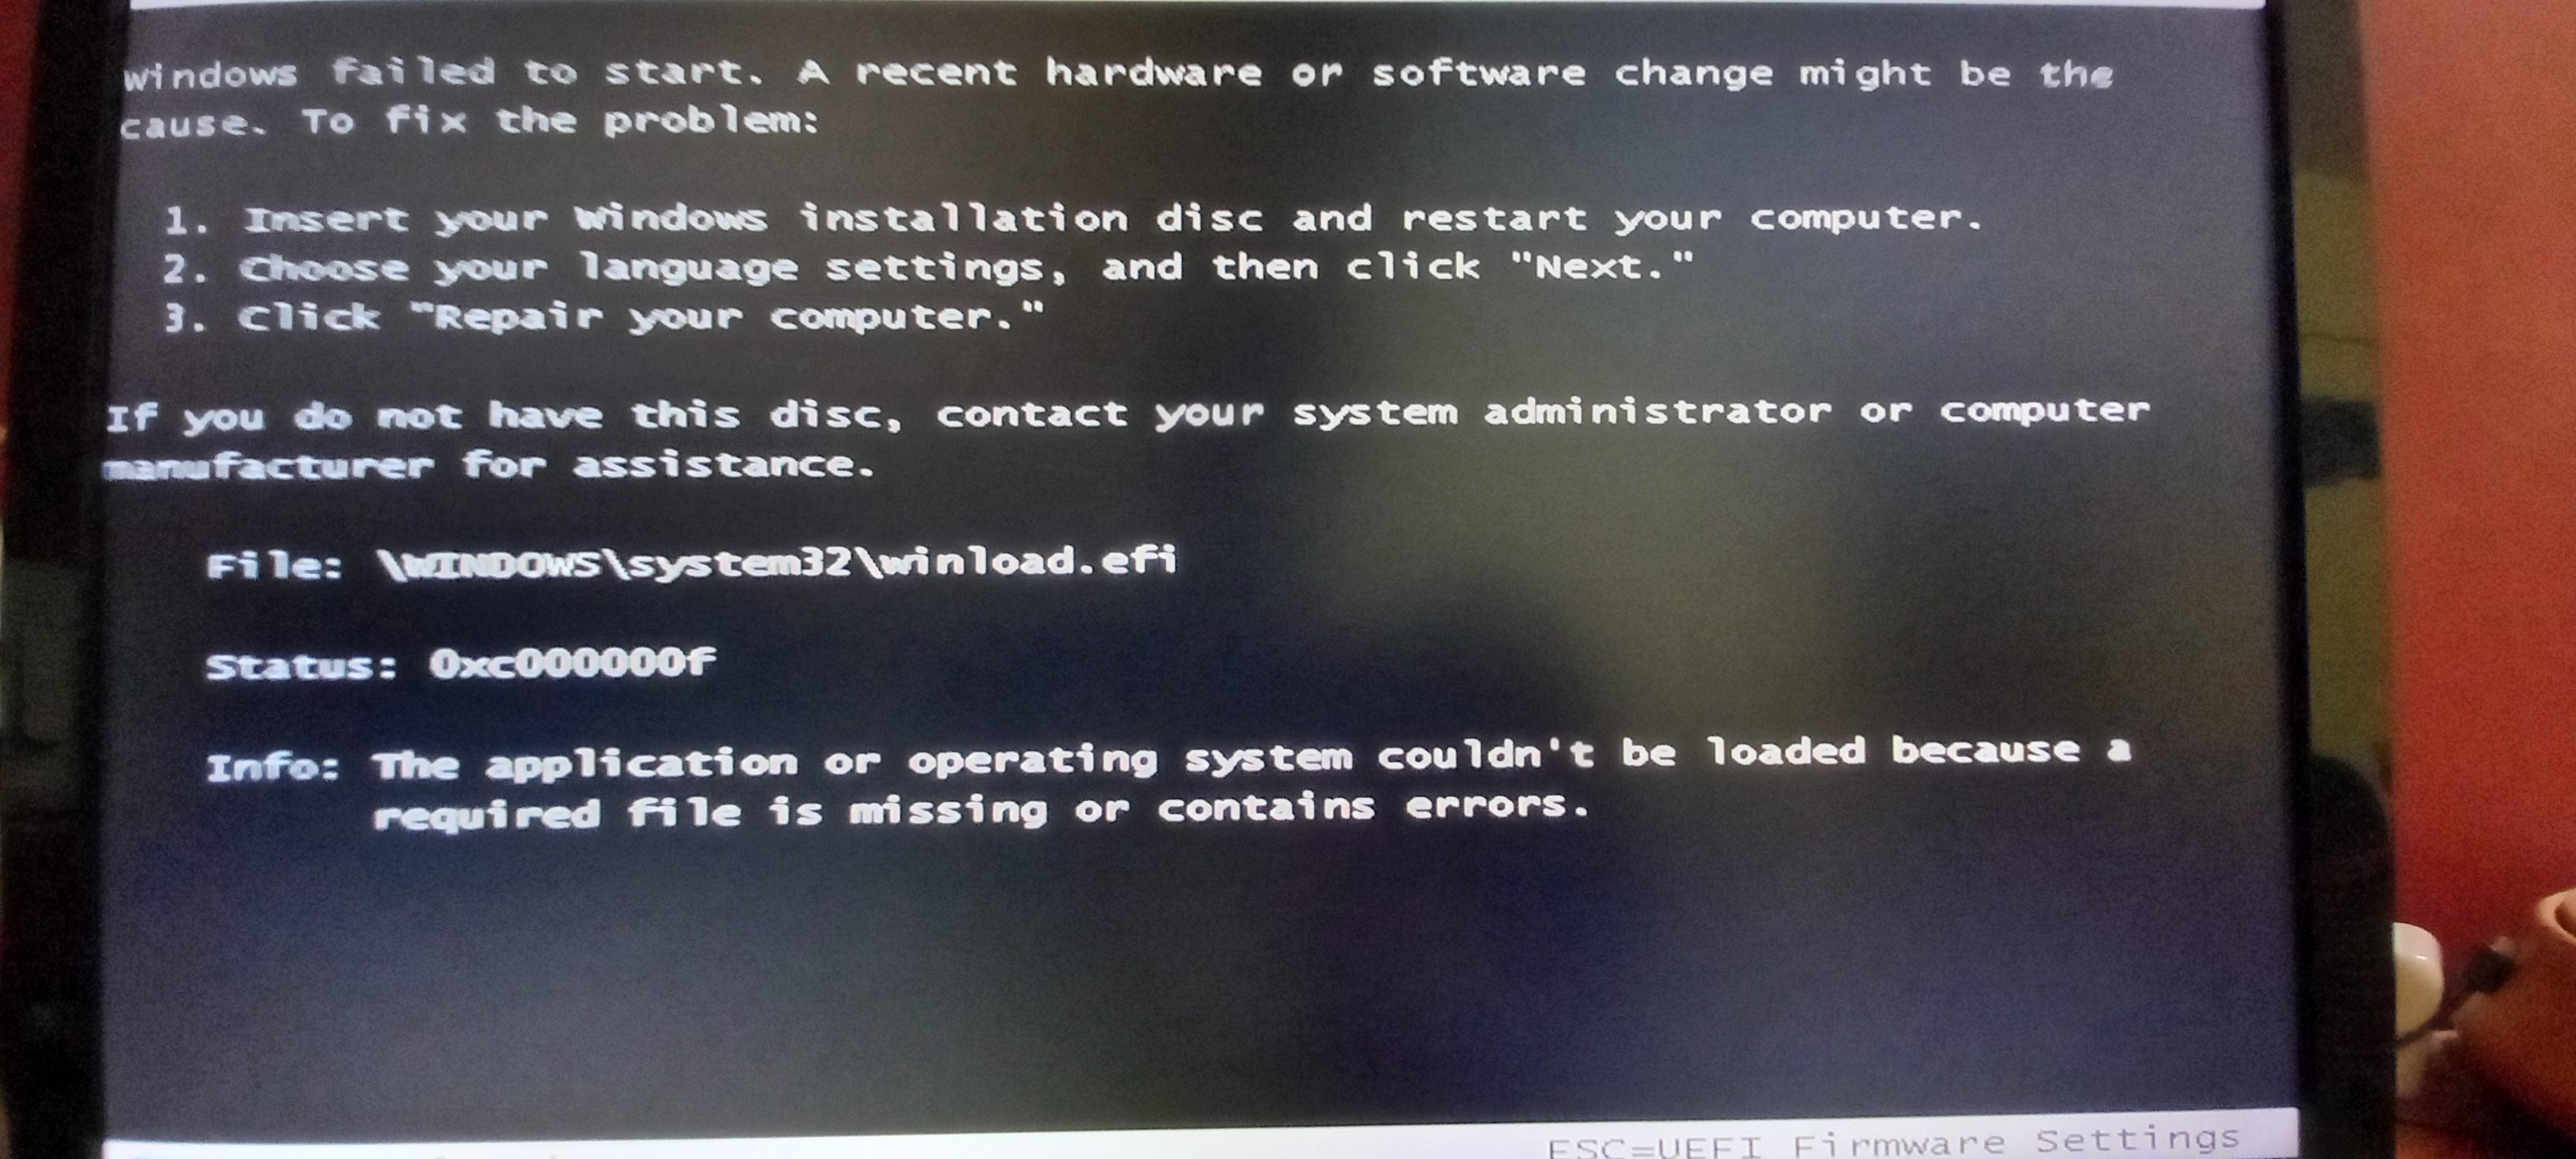 Windows failed to start. A recent hardware or software change might be the
cause. To fix the problem:
1. Insert your Windows installation disc and restart your computer.
2. Choose your language settings, and then click "Next."
3. Click "Repair your computer."
If you do not have this disc, contact your system administrator or computer
manufacturer for assistance.
File: \WINDOWS\system32\winload.efi
Status: 0xc000000f
Info: The application or operating system couldn't be loaded because a
required file is missing or contains errors.
ESC=UEFI Firmware Settings